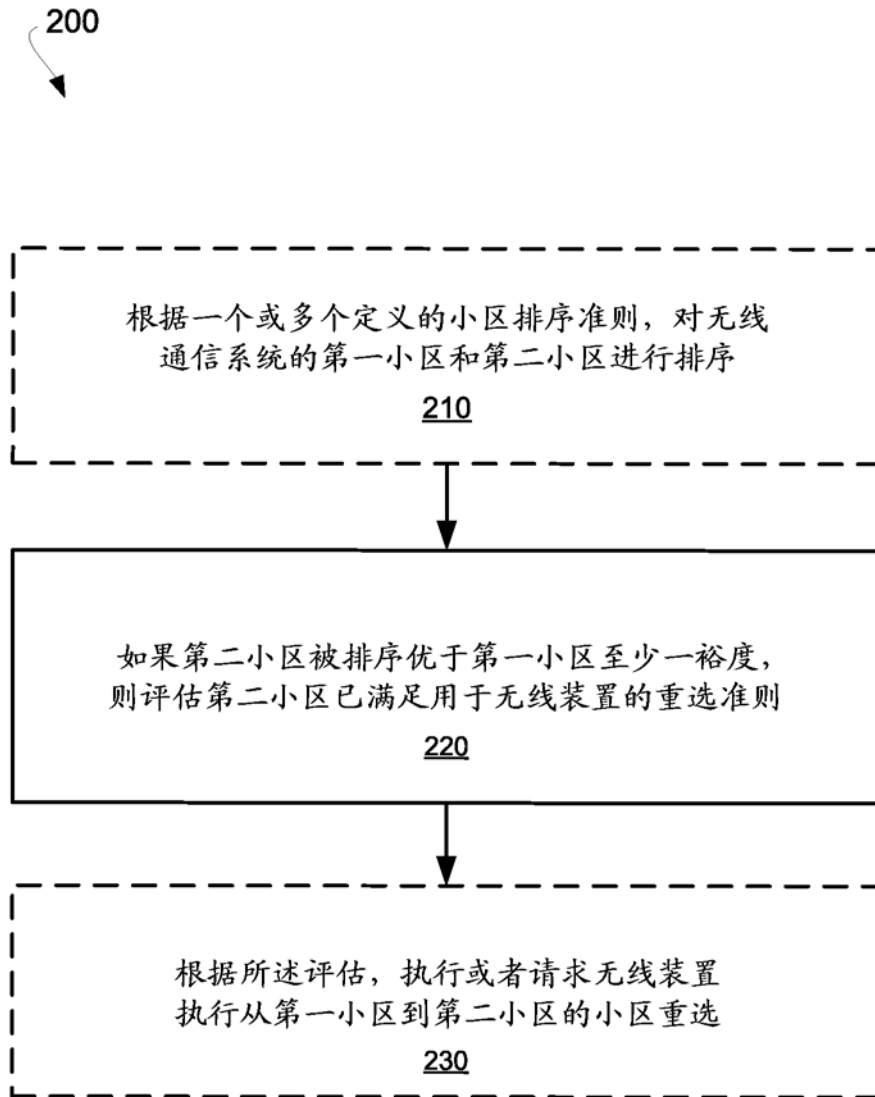 200
根据一个或多个定义的小区排序准则，对无线
通信系统的第一小区和第二小区进行排序
210
如果第二小区被排序优于第一小区至少一裕度，
则评估第二小区已满足用于无线装置的重选准则
220
根据所述评估，执行或者请求无线装置
执行从第一小区到第二小区的小区重选
230